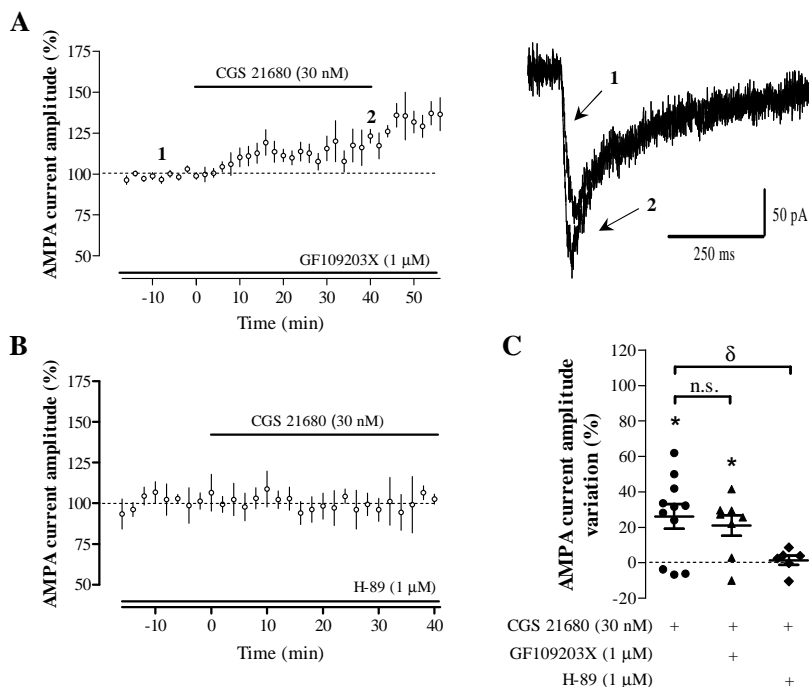 A
AMPA current amplitude (%)
175
150
125
100
75
50
CGS 21680 (30 nM)
1
2
GF109203X (1 µM)
-10 0 10 20 30 40 50
Time (min)
1
2
50 pA
250 ms
B
AMPA current amplitude (%)
175
150
125
100
75
50
CGS 21680 (30 nM)
H-89 (1 µM)
-10 0 10 20 30 40
Time (min)
C
AMPA current amplitude
variation (%)
120
100
80
60
40
20
0
-20
δ
n.s.
*
*
CGS 21680 (30 nM) + + +
GF109203X (1 µM) +
H-89 (1 µM) +